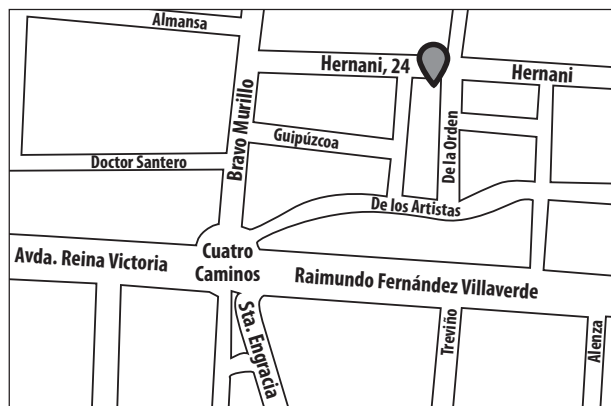 Almansa
Hernani, 24
Hernani
Bravo Murillo
Guipúzcoa
De la Orden
Doctor Santero
De los Artistas
Avda. Reina Victoria
Cuatro
Caminos
Raimundo Fernández Villaverde
Sta. Engracia
Treviño
Alenza